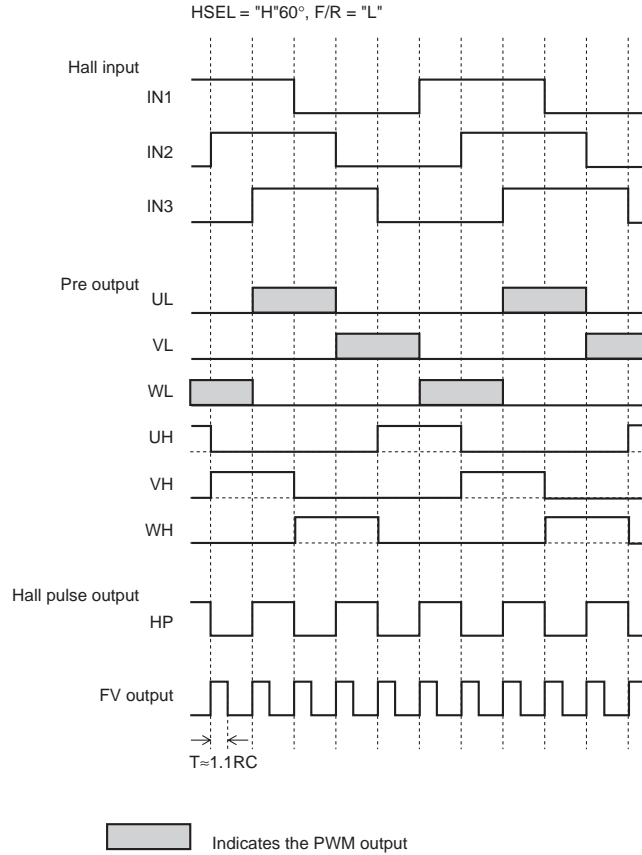 HSEL = "H"60°, F/R = "L"
Hall input
IN1
IN2
IN3
Pre output
UL
VL
WL
UH
VH
WH
Hall pulse output
HP
FV output
T≈1.1RC
Indicates the PWM output